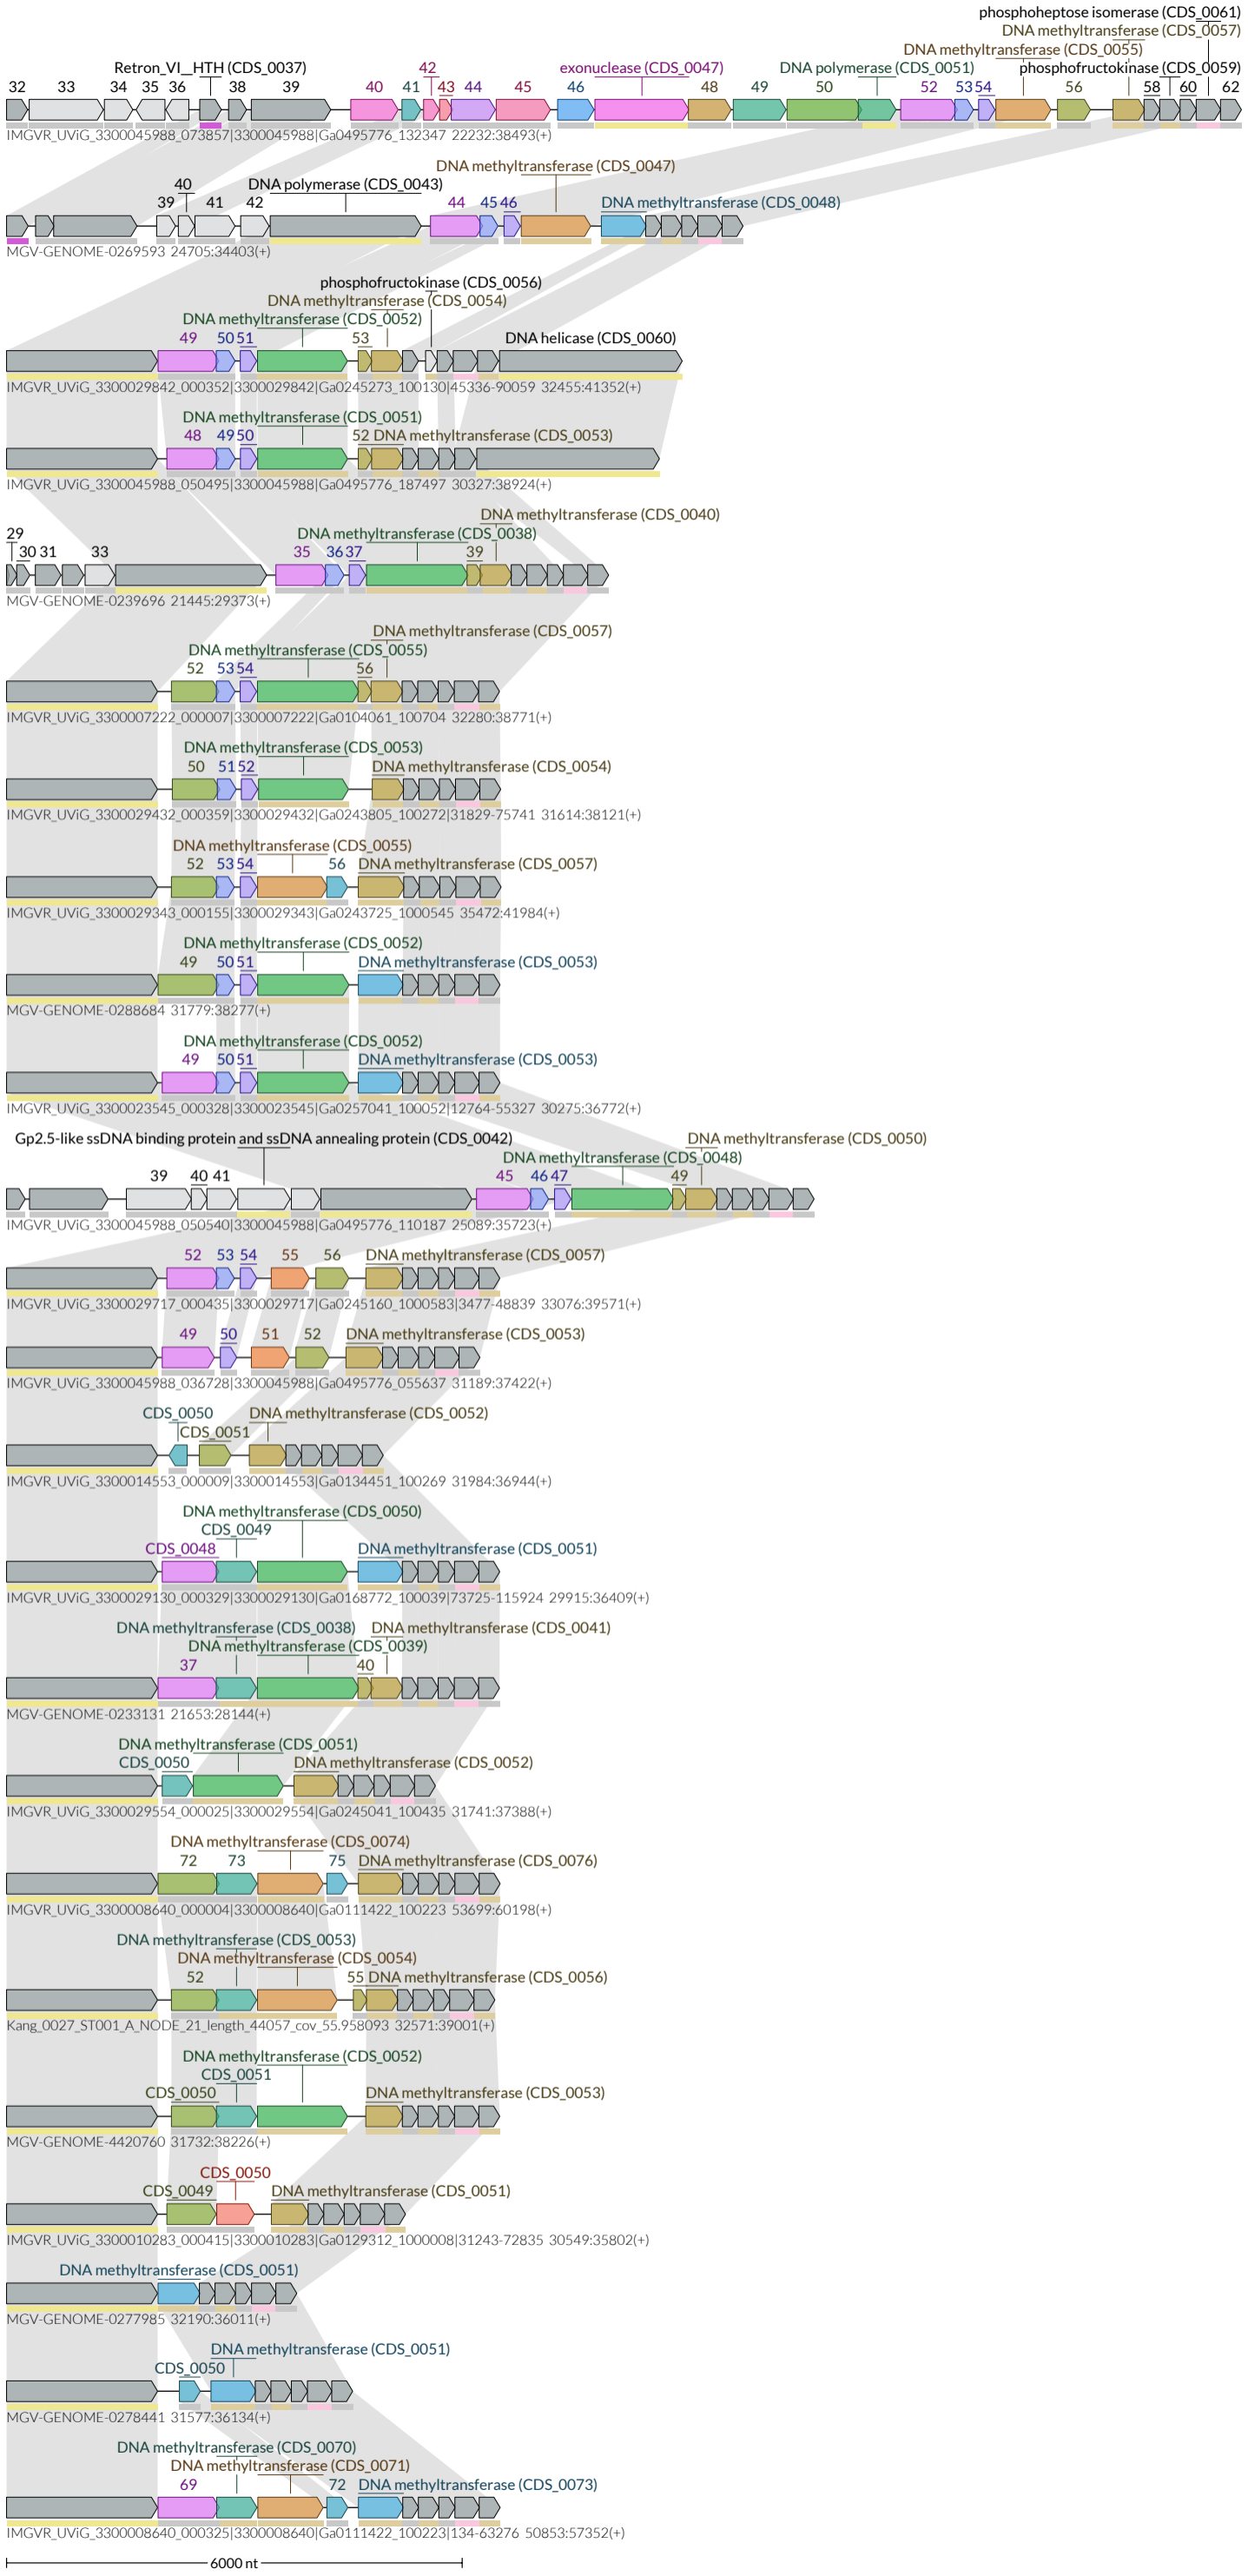 phosphoheptose isomerase (CDS_0061)
DNA methyltransferase (CDS_0057)
42 DNA methyltransferase (CDS_0055)
Retron_VI__HTH (CDS_0037) exonuclease (CDS_0047) DNA polymerase (CDS_0051) phosphofructokinase (CDS_0059)
32 33 34 35 36 38 39 40 41 43 44 45 46 48 49 50 52 53 54 56 58 60 62
IMGVR_UViG_3300045988_073857|3300045988|Ga0495776_132347 22232:38493(+)
DNA methyltransferase (CDS_0047)
40 DNA polymerase (CDS_0043)
39 41 42 44 45 46 DNA methyltransferase (CDS_0048)
MGV-GENOME-0269593 24705:34403(+)
phosphofructokinase (CDS_0056)
DNA methyltransferase (CDS_0054)
DNA methyltransferase (CDS_0052)
49 50 51 53 DNA helicase (CDS_0060)
IMGVR_UViG_3300029842_000352|3300029842|Ga0245273_100130|45336-90059 32455:41352(+)
DNA methyltransferase (CDS_0051)
48 49 50 52 DNA methyltransferase (CDS_0053)
IMGVR_UViG_3300045988_050495|3300045988|Ga0495776_187497 30327:38924(+)
DNA methyltransferase (CDS_0040)
29 DNA methyltransferase (CDS_0038)
30 31 33 35 36 37 39
MGV-GENOME-0239696 21445:29373(+)
DNA methyltransferase (CDS_0057)
DNA methyltransferase (CDS_0055)
52 53 54 56
IMGVR_UViG_3300007222_000007|3300007222|Ga0104061_100704 32280:38771(+)
DNA methyltransferase (CDS_0053)
50 51 52 DNA methyltransferase (CDS_0054)
IMGVR_UViG_3300029432_000359|3300029432|Ga0243805_100272|31829-75741 31614:38121(+)
DNA methyltransferase (CDS_0055)
52 53 54 56 DNA methyltransferase (CDS_0057)
IMGVR_UViG_3300029343_000155|3300029343|Ga0243725_1000545 35472:41984(+)
DNA methyltransferase (CDS_0052)
49 50 51 DNA methyltransferase (CDS_0053)
MGV-GENOME-0288684 31779:38277(+)
DNA methyltransferase (CDS_0052)
49 50 51 DNA methyltransferase (CDS_0053)
IMGVR_UViG_3300023545_000328|3300023545|Ga0257041_100052|12764-55327 30275:36772(+)
Gp2.5-like ssDNA binding protein and ssDNA annealing protein (CDS_0042) DNA methyltransferase (CDS_0050)
DNA methyltransferase (CDS_0048)
39 40 41 45 46 47 49
IMGVR_UViG_3300045988_050540|3300045988|Ga0495776_110187 25089:35723(+)
52 53 54 55 56 DNA methyltransferase (CDS_0057)
IMGVR_UViG_3300029717_000435|3300029717|Ga0245160_1000583|3477-48839 33076:39571(+)
49 50 51 52 DNA methyltransferase (CDS_0053)
IMGVR_UViG_3300045988_036728|3300045988|Ga0495776_055637 31189:37422(+)
CDS_0050 DNA methyltransferase (CDS_0052)
CDS_0051
IMGVR_UViG_3300014553_000009|3300014553|Ga0134451_100269 31984:36944(+)
DNA methyltransferase (CDS_0050)
CDS_0049
CDS_0048 DNA methyltransferase (CDS_0051)
IMGVR_UViG_3300029130_000329|3300029130|Ga0168772_100039|73725-115924 29915:36409(+)
DNA methyltransferase (CDS_0038) DNA methyltransferase (CDS_0041)
DNA methyltransferase (CDS_0039)
37 40
MGV-GENOME-0233131 21653:28144(+)
DNA methyltransferase (CDS_0051)
CDS_0050 DNA methyltransferase (CDS_0052)
IMGVR_UViG_3300029554_000025|3300029554|Ga0245041_100435 31741:37388(+)
DNA methyltransferase (CDS_0074)
72 73 75 DNA methyltransferase (CDS_0076)
IMGVR_UViG_3300008640_000004|3300008640|Ga0111422_100223 53699:60198(+)
DNA methyltransferase (CDS_0053)
DNA methyltransferase (CDS_0054)
52 55 DNA methyltransferase (CDS_0056)
Kang_0027_ST001_A_NODE_21_length_44057_cov_55.958093 32571:39001(+)
DNA methyltransferase (CDS_0052)
CDS_0051
CDS_0050 DNA methyltransferase (CDS_0053)
MGV-GENOME-4420760 31732:38226(+)
CDS_0050
CDS_0049 DNA methyltransferase (CDS_0051)
IMGVR_UViG_3300010283_000415|3300010283|Ga0129312_1000008|31243-72835 30549:35802(+)
DNA methyltransferase (CDS_0051)
MGV-GENOME-0277985 32190:36011(+)
DNA methyltransferase (CDS_0051)
CDS_0050
MGV-GENOME-0278441 31577:36134(+)
DNA methyltransferase (CDS_0070)
DNA methyltransferase (CDS_0071)
69 72 DNA methyltransferase (CDS_0073)
IMGVR_UViG_3300008640_000325|3300008640|Ga0111422_100223|134-63276 50853:57352(+)
6000 nt